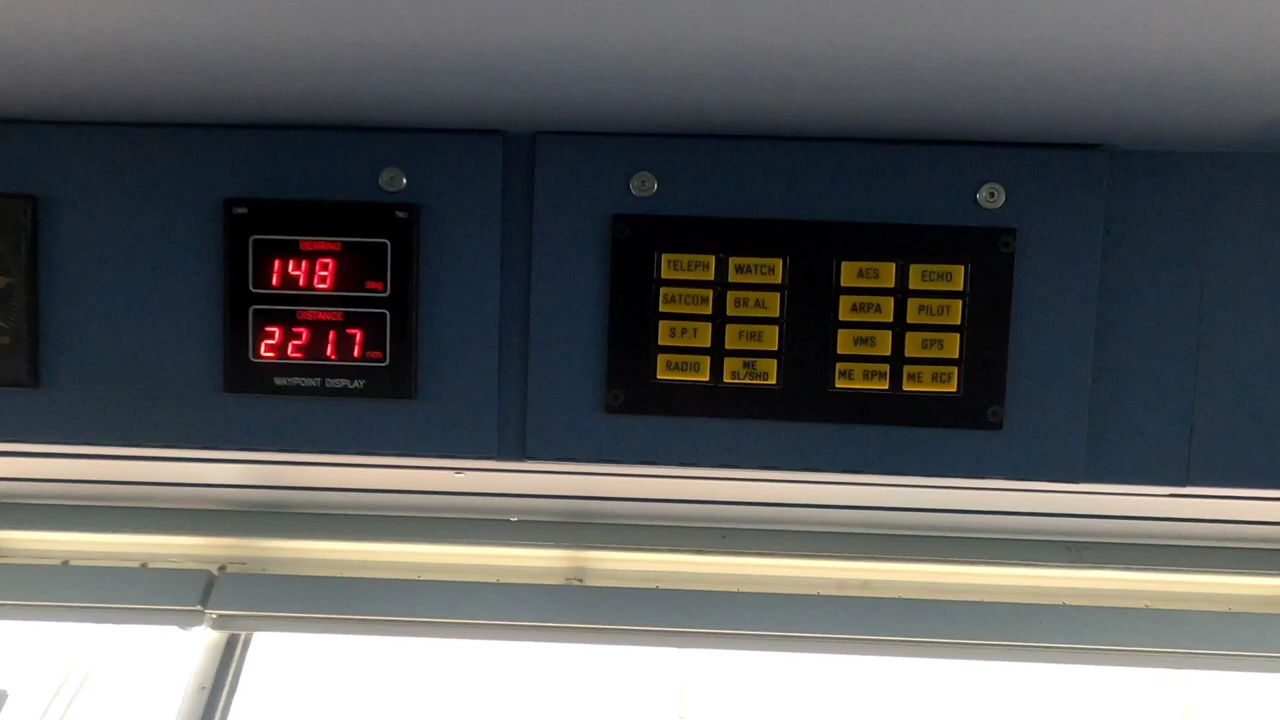 BEARING
148
deg
DISTANCE
221.7
nm
WAYPOINT DISPLAY
TELEPH WATCH
SATCOM BR.AL
S.P.T FIRE
RADIO ME SL/SHD
AES ECHO
ARPA PILOT
VMS GPS
ME RPM ME RCF